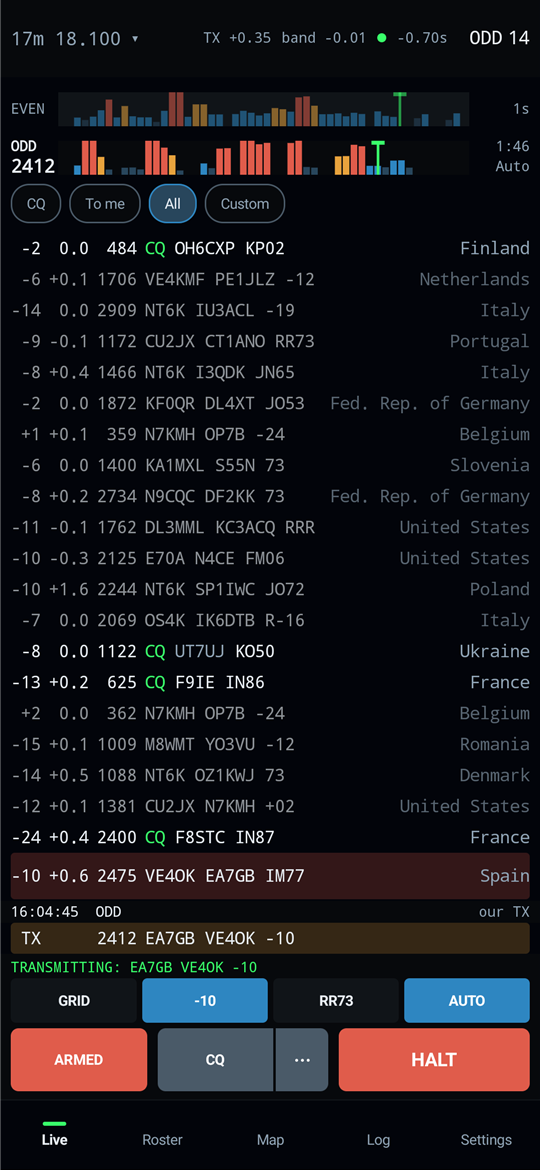 17m 18.100 ▾ TX +0.35 band -0.01 ● -0.70s ODD 14
EVEN 1s
ODD 1:46
2412 Auto
CQ To me All Custom
-2 0.0 484 CQ OH6CXP KP02 Finland
-6 +0.1 1706 VE4KMF PE1JLZ -12 Netherlands
-14 0.0 2909 NT6K IU3ACL -19 Italy
-9 -0.1 1172 CU2JX CT1ANO RR73 Portugal
-8 +0.4 1466 NT6K I3QDK JN65 Italy
-2 0.0 1872 KF0QR DL4XT JO53 Fed. Rep. of Germany
+1 +0.1 359 N7KMH OP7B -24 Belgium
-6 0.0 1400 KA1MXL S55N 73 Slovenia
-8 +0.2 2734 N9CQC DF2KK 73 Fed. Rep. of Germany
-11 -0.1 1762 DL3MML KC3ACQ RRR United States
-10 -0.3 2125 E70A N4CE FM06 United States
-10 +1.6 2244 NT6K SP1IWC JO72 Poland
-7 0.0 2069 OS4K IK6DTB R-16 Italy
-8 0.0 1122 CQ UT7UJ KO50 Ukraine
-13 +0.2 625 CQ F9IE IN86 France
+2 0.0 362 N7KMH OP7B -24 Belgium
-15 +0.1 1009 M8WMT YO3VU -12 Romania
-14 +0.5 1088 NT6K OZ1KWJ 73 Denmark
-12 +0.1 1381 CU2JX N7KMH +02 United States
-24 +0.4 2400 CQ F8STC IN87 France
-10 +0.6 2475 VE4OK EA7GB IM77 Spain
16:04:45 ODD our TX
TX 2412 EA7GB VE4OK -10
TRANSMITTING: EA7GB VE4OK -10
GRID -10 RR73 AUTO
ARMED CQ ... HALT
Live Roster Map Log Settings